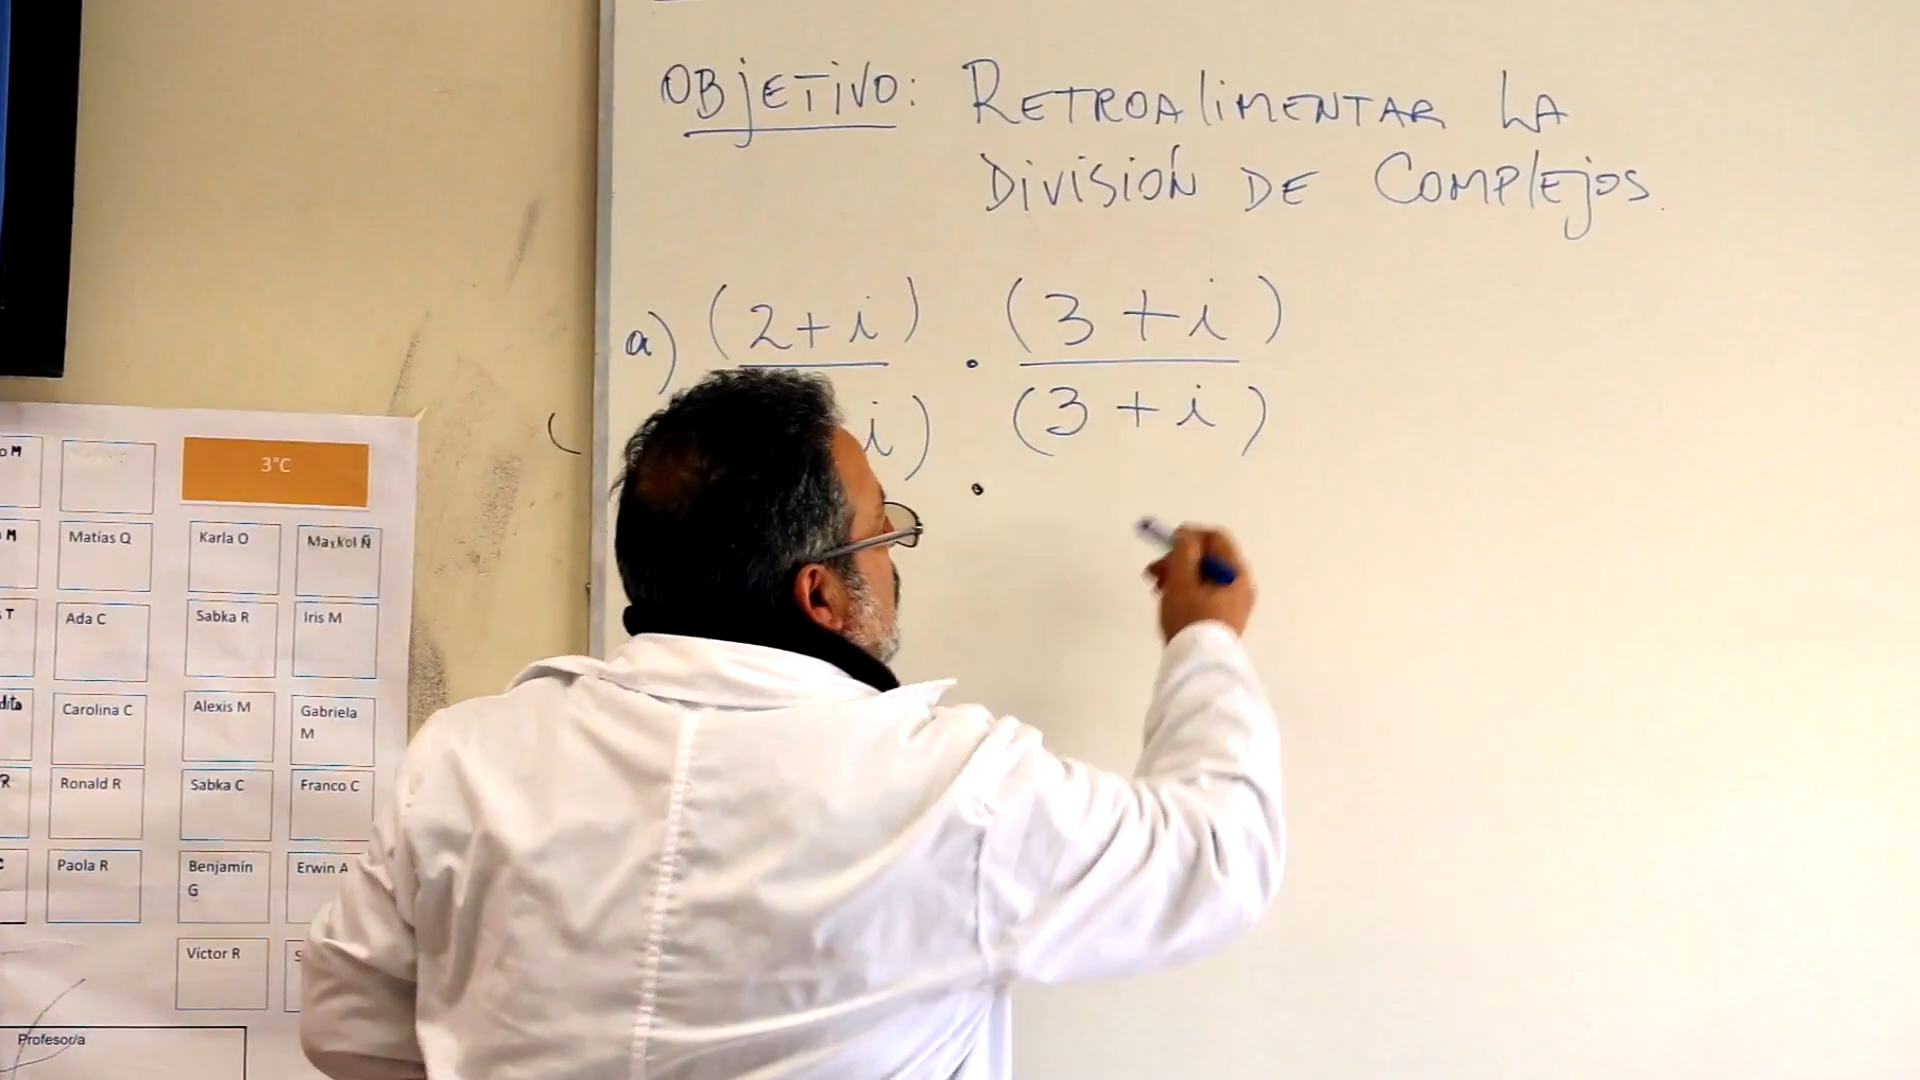 OBJETIVO: RETROALIMENTAR LA
DIVISIÓN DE COMPLEJOS.
a) (2+i) . (3+i)
i) (3+i)
3°C
M
M Matías Q Karla O Maykol Ñ
T Ada C Sabka R Iris M
Carolina C Alexis M Gabriela
M
R Ronald R Sabka C Franco C
Paola R Benjamín Erwin A
G
Victor R S
Profesor/a